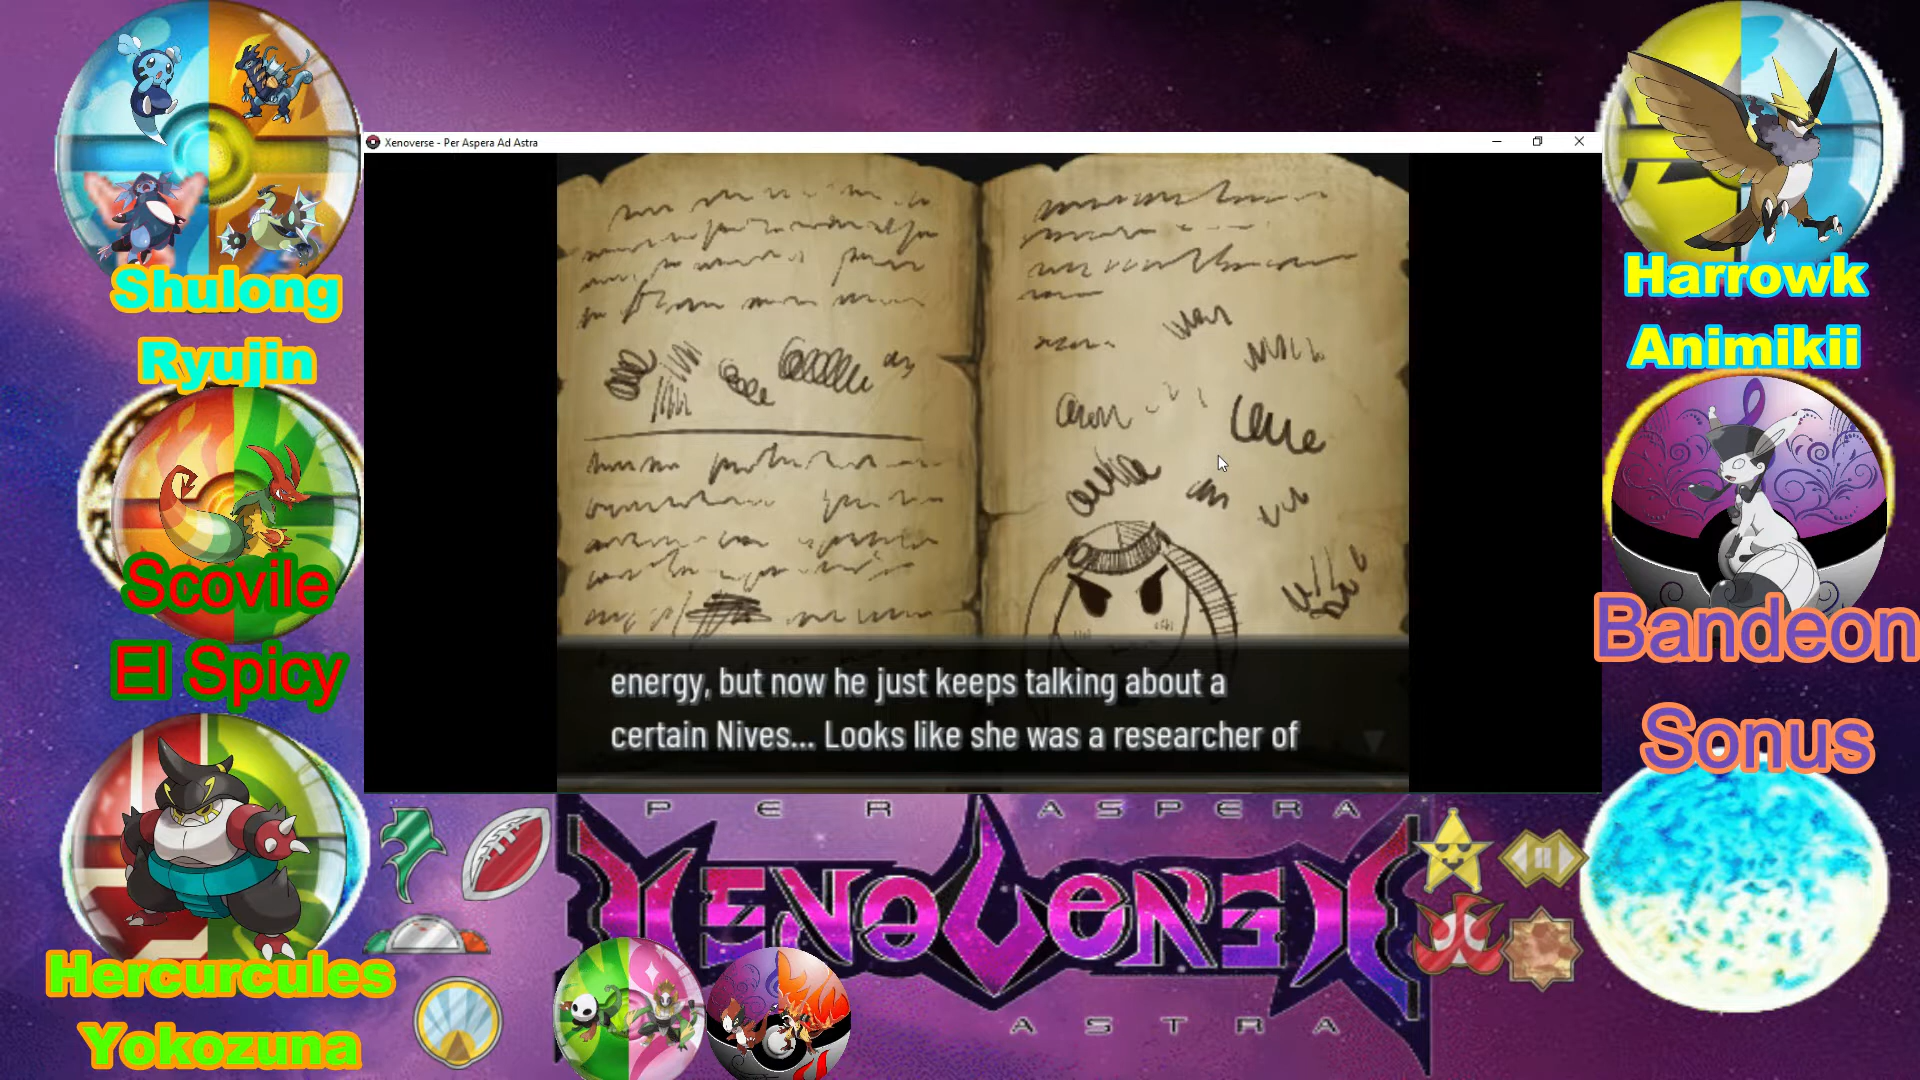 Xenoverse - Per Aspera Ad Astra
Shulong
Ryujin
Scovile
El Spicy
Hercurcules
Yokozuna
energy, but now he just keeps talking about a
certain Nives... Looks like she was a researcher of
Harrowk
Animikii
Bandeon
Sonus
PER ASPERA
XENOVERSE
ASTRA